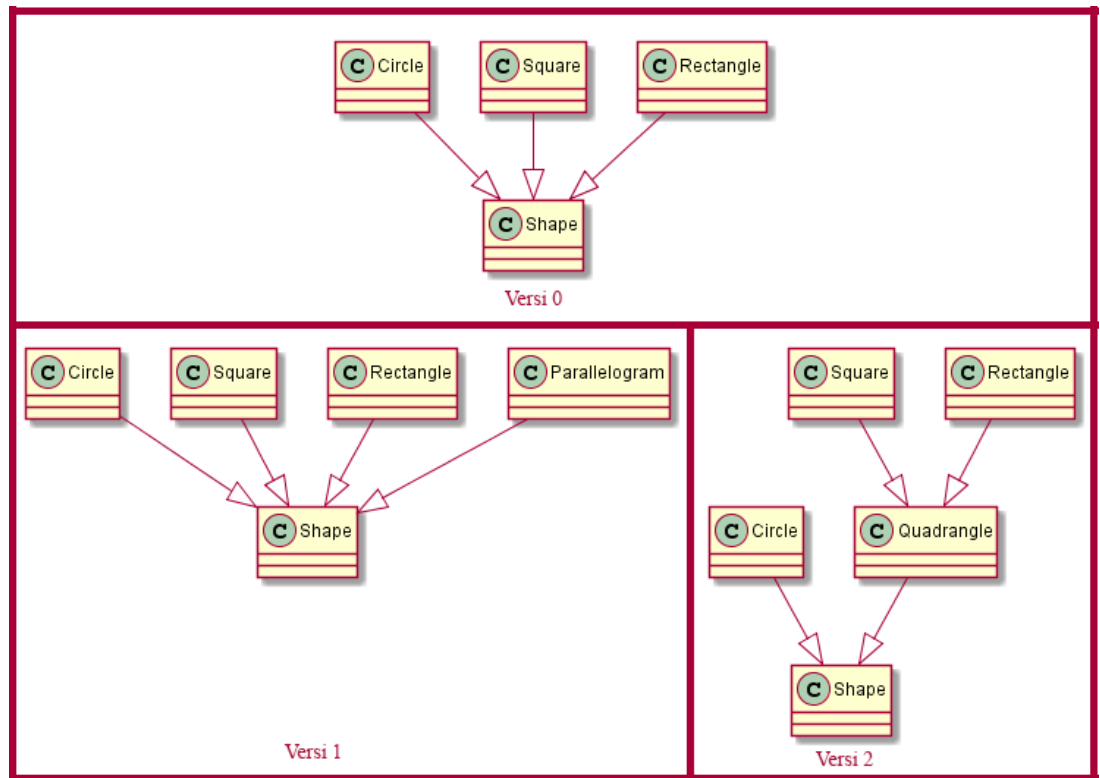 C Circle
C Square
C Rectangle
C Shape
Versi 0
C Circle
C Square
C Rectangle
C Parallelogram
C Shape
Versi 1
C Square
C Rectangle
C Circle
C Quadrangle
C Shape
Versi 2